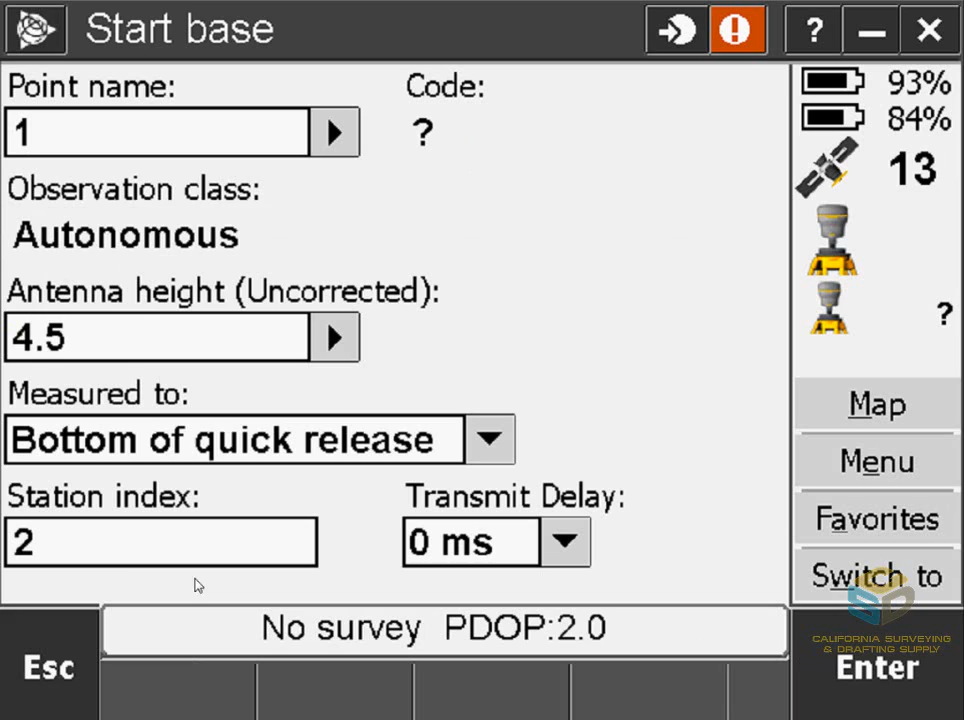 Start base
?
Point name:
Code:
1
?
Observation class:
Autonomous
Antenna height (Uncorrected):
4.5
Measured to:
Bottom of quick release
Station index:
Transmit Delay:
2
0 ms
93%
84%
13
?
Map
Menu
Favorites
Switch to
No survey PDOP:2.0
Esc
Enter
CALIFORNIA SURVEYING
& DRAFTING SUPPLY